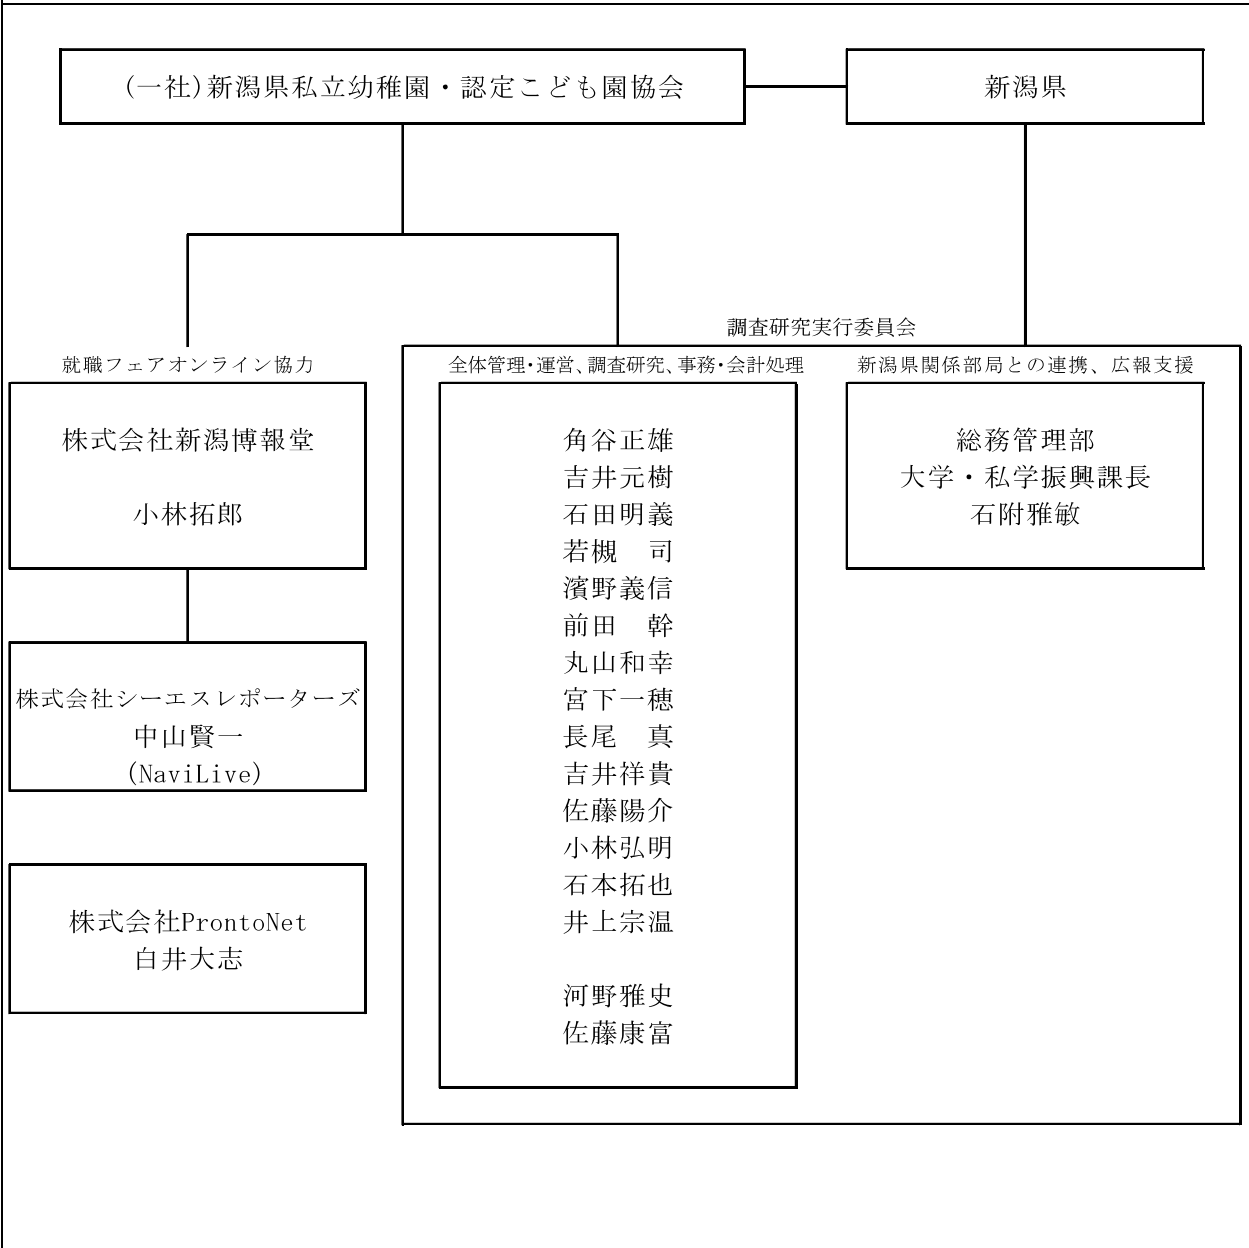 (一社)新潟県私立幼稚園・認定こども園協会
新潟県
調査研究実行委員会
就職フェアオンライン協力
株式会社新潟博報堂
小林拓郎
株式会社シーエスレポーターズ
中山賢一
(NaviLive)
株式会社ProntoNet
白井大志
全体管理・運営、調査研究、事務・会計処理
角谷正雄
吉井元樹
石田明義
若槻　司
濱野義信
前田　幹
丸山和幸
宮下一穂
長尾　真
吉井祥貴
佐藤陽介
小林弘明
石本拓也
井上宗温
河野雅史
佐藤康富
新潟県関係部局との連携、広報支援
総務管理部
大学・私学振興課長
石附雅敏